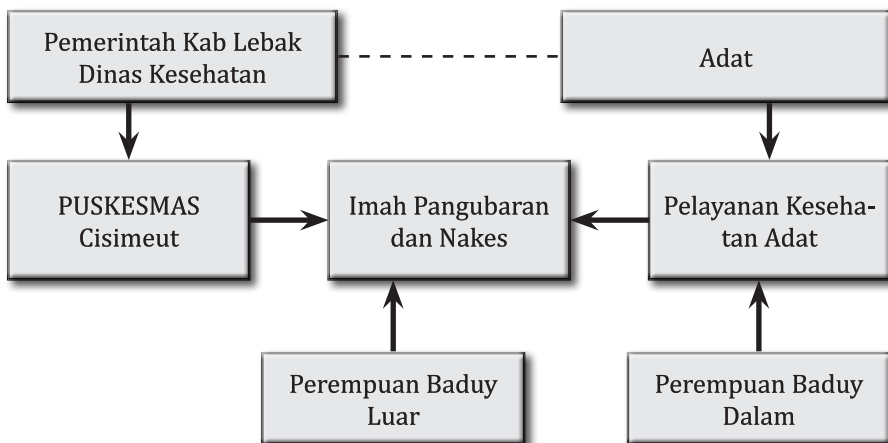 Pemerintah Kab Lebak
Dinas Kesehatan
Adat
PUSKESMAS
Cisimeut
Imah Pangubaran
dan Nakes
Pelayanan Keseha-
tan Adat
Perempuan Baduy
Luar
Perempuan Baduy
Dalam